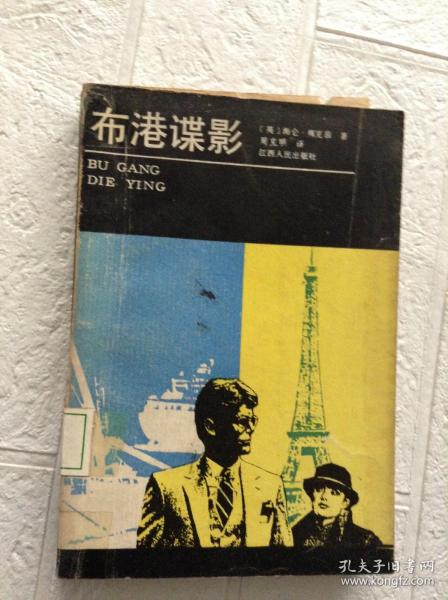 布港谍影
BU GANG
DIE YING
江西人民出版社
孔夫子旧书网
www.kongfz.com